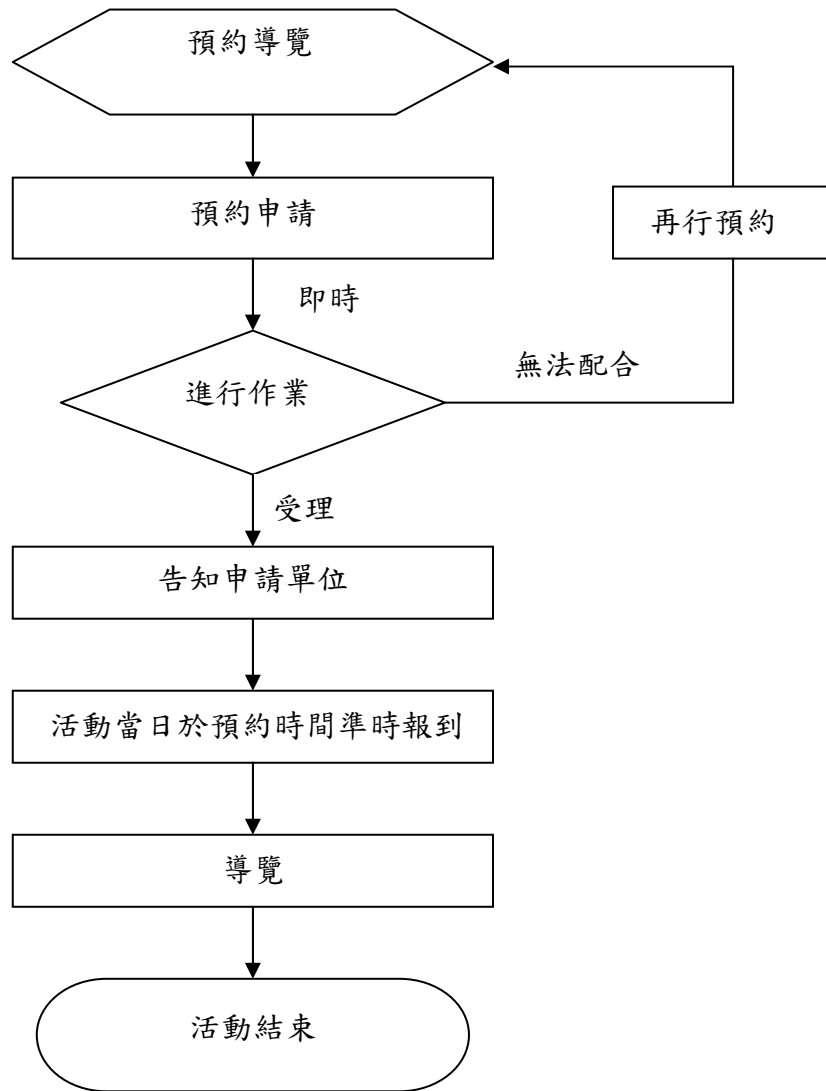 預約導覽
預約申請
再行預約
即時
無法配合
進行作業
受理
告知申請單位
活動當日於預約時間準時報到
導覽
活動結束